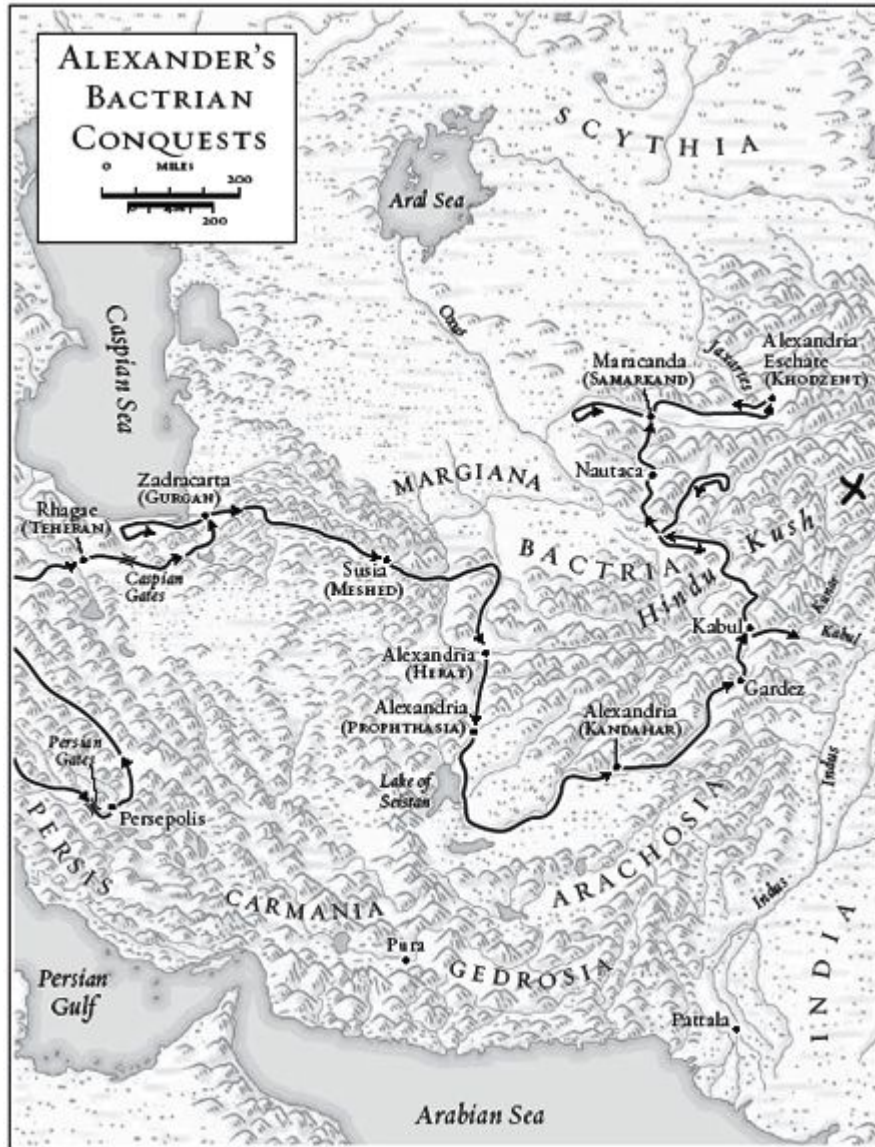 ALEXANDER'S
BACTRIAN
CONQUESTS
0 MILES 200
200
SCYTHIA
Aral Sea
Caspian Sea
Oxus
Jaxartes
Alexandria
Eschate
(KHODZENT)
Maracanda
(SAMARKAND)
Nautaca
MARGIANA
Zadracarta
(GURGAN)
Rhagae
(TEHERAN)
Caspian
Gates
Susia
(MESHED)
BACTRIA
Hindu Kush
Kunar
Kabul
Kabul
Gardez
Alexandria
(HERAT)
Alexandria
(PROPHTHASIA)
Alexandria
(KANDAHAR)
Lake of
Seistan
Persian
Gates
Persepolis
PERSIS
CARMANIA
ARACHOSIA
Indus
Indus
Pura
GEDROSIA
INDIA
Persian
Gulf
Pattala
Arabian Sea